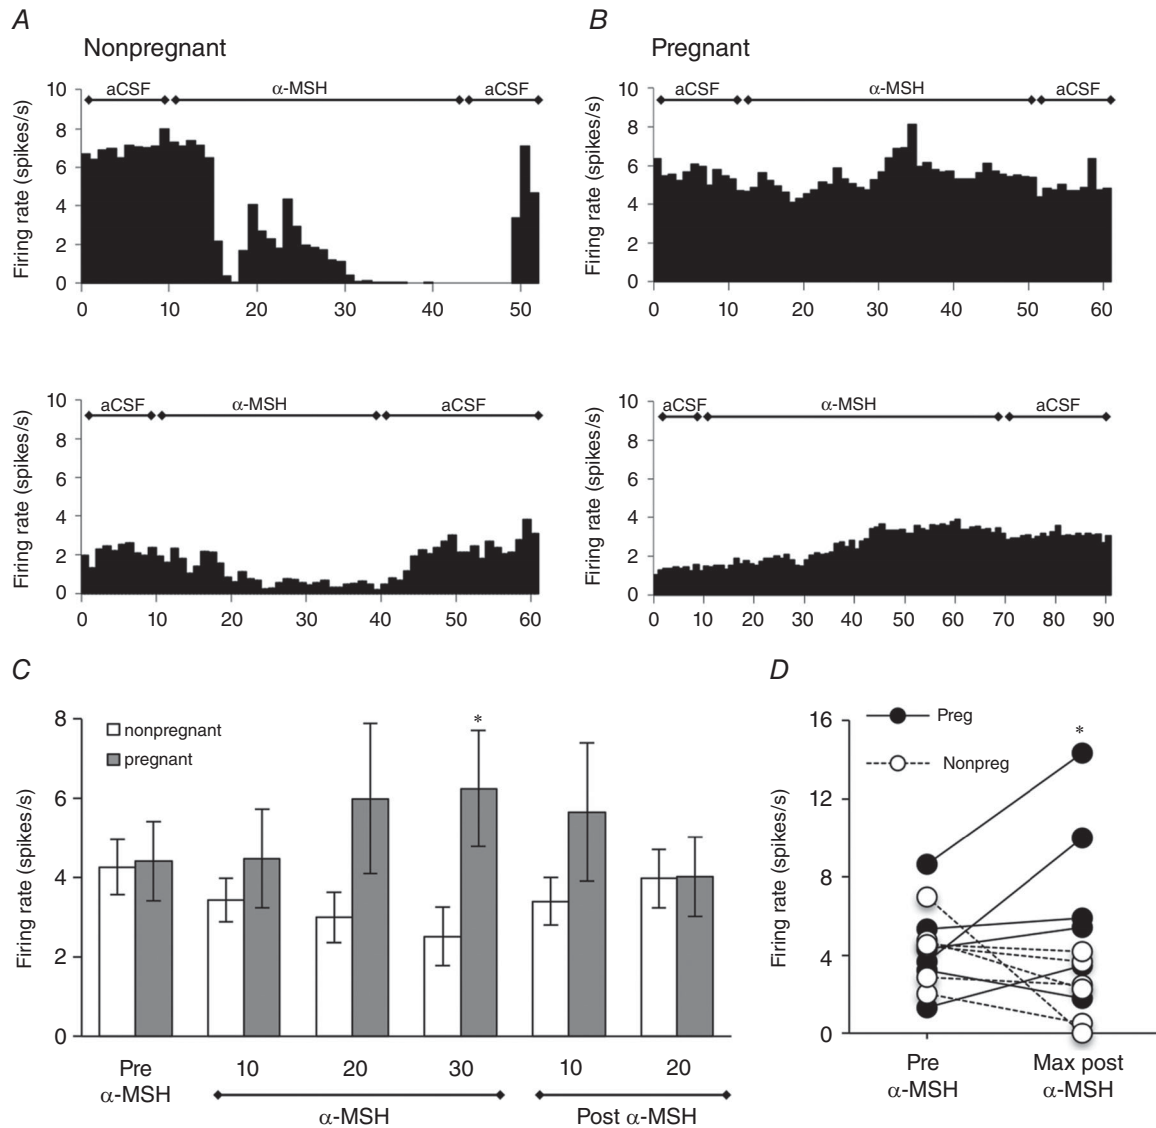 A
B
Nonpregnant
Pregnant
aCSF α-MSH aCSF
Firing rate (spikes/s)
10
8
6
4
2
0
0 10 20 30 40 50
aCSF α-MSH aCSF
Firing rate (spikes/s)
10
8
6
4
2
0
0 10 20 30 40 50 60
aCSF α-MSH aCSF
Firing rate (spikes/s)
10
8
6
4
2
0
0 10 20 30 40 50 60
aCSF α-MSH aCSF
Firing rate (spikes/s)
10
8
6
4
2
0
0 10 20 30 40 50 60 70 80 90
C
Firing rate (spikes/s)
8
6
4
2
0
nonpregnant
pregnant
*
Pre
α-MSH
10 20 30 10 20
α-MSH
Post α-MSH
D
Firing rate (spikes/s)
16
12
8
4
0
Preg
Nonpreg
*
Pre
α-MSH
Max post
α-MSH